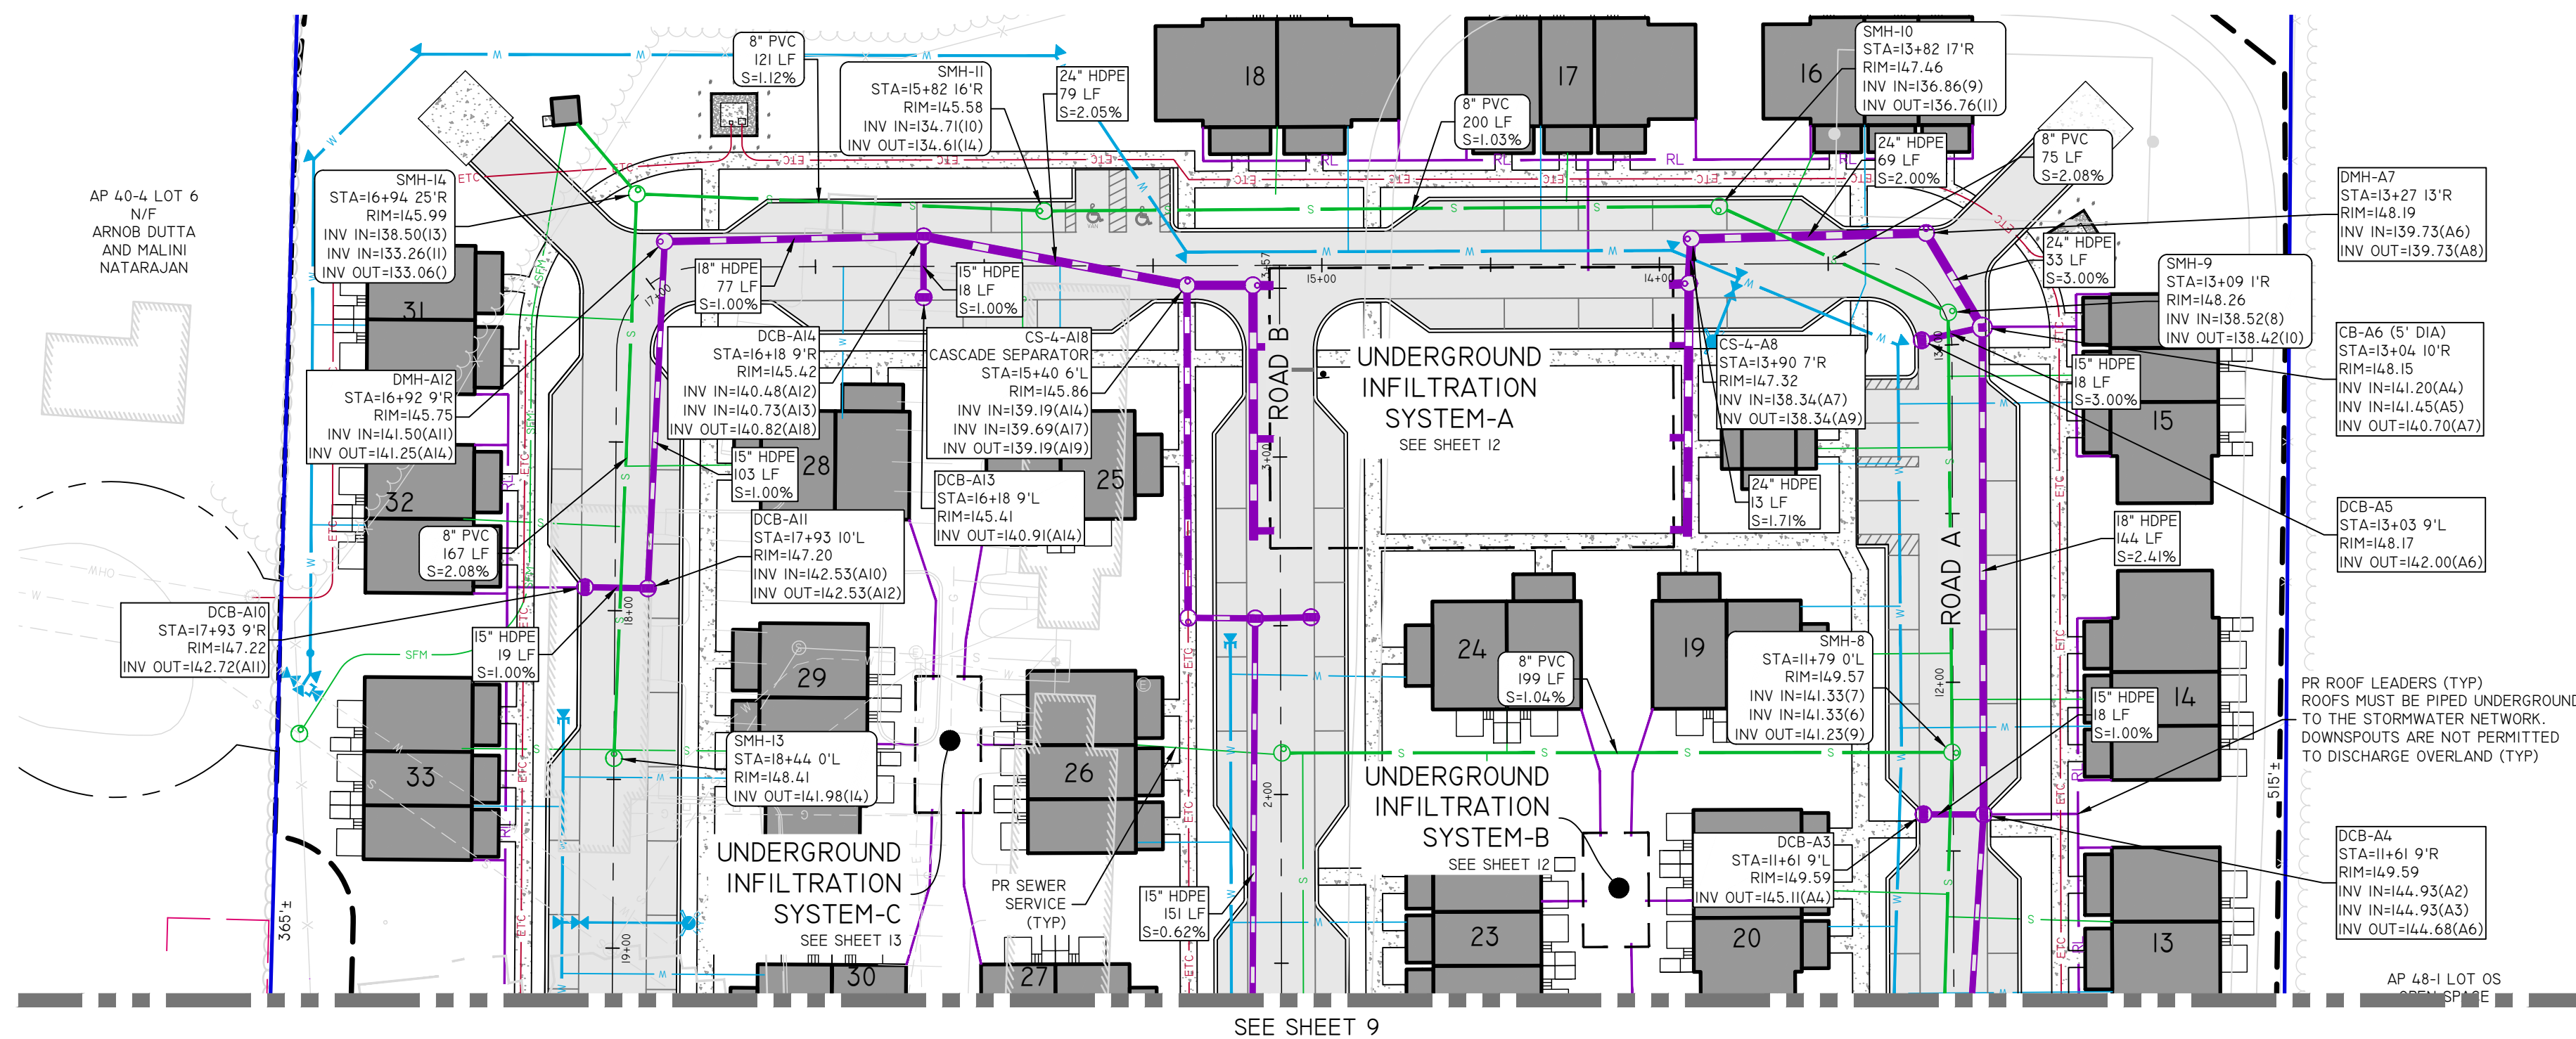 8" PVC
121 LF
S=1.12%
SMH-11
STA=15+82 16'R
RIM=145.58
INV IN=134.71(10)
INV OUT=134.61(14)
24" HDPE
79 LF
S=2.05%
18
17
16
8" PVC
200 LF
S=1.03%
SMH-10
STA=13+82 17'R
RIM=147.46
INV IN=136.86(9)
INV OUT=136.76(11)
24" HDPE
69 LF
S=2.00%
8" PVC
75 LF
S=2.08%
DMH-A7
STA=13+27 13'R
RIM=148.19
INV IN=139.73(A6)
INV OUT=139.73(A8)
AP 40-4 LOT 6
N/F
ARNOB DUTTA
AND MALINI
NATARAJAN
SMH-14
STA=16+94 25'R
RIM=145.99
INV IN=138.50(13)
INV IN=133.26(11)
INV OUT=133.06()
31
18" HDPE
77 LF
S=1.00%
15" HDPE
18 LF
S=1.00%
17+00
15+00
14+00
3+57
24" HDPE
33 LF
S=3.00%
SMH-9
STA=13+09 1'R
RIM=148.26
INV IN=138.52(8)
INV OUT=138.42(10)
CB-A6 (5' DIA)
STA=13+04 10'R
RIM=148.15
INV IN=141.20(A4)
INV IN=141.45(A5)
INV OUT=140.70(A7)
DMH-A12
STA=16+92 9'R
RIM=145.75
INV IN=141.50(A11)
INV OUT=141.25(A14)
DCB-A14
STA=16+18 9'R
RIM=145.42
INV IN=140.48(A12)
INV IN=140.73(A13)
INV OUT=140.82(A18)
CS-4-A18
CASCADE SEPARATOR
STA=15+40 6'L
RIM=145.86
INV IN=139.19(A14)
INV IN=139.69(A17)
INV OUT=139.19(A19)
ROAD B
3+00
UNDERGROUND
INFILTRATION
SYSTEM-A
SEE SHEET 12
CS-4-A8
STA=13+90 7'R
RIM=147.32
INV IN=138.34(A7)
INV OUT=138.34(A9)
13+00
15" HDPE
18 LF
S=3.00%
15
32
15" HDPE
103 LF
S=1.00%
28
DCB-A13
STA=16+18 9'L
RIM=145.41
INV OUT=140.91(A14)
25
24" HDPE
13 LF
S=1.71%
DCB-A5
STA=13+03 9'L
RIM=148.17
INV OUT=142.00(A6)
8" PVC
167 LF
S=2.08%
DCB-A11
STA=17+93 10'L
RIM=147.20
INV IN=142.53(A10)
INV OUT=142.53(A12)
18" HDPE
144 LF
S=2.41%
ROAD A
DCB-A10
STA=17+93 9'R
RIM=147.22
INV OUT=142.72(A11)
15" HDPE
19 LF
S=1.00%
18+00
SFM
29
24
19
8" PVC
199 LF
S=1.04%
SMH-8
STA=11+79 0'L
RIM=149.57
INV IN=141.33(7)
INV IN=141.33(6)
INV OUT=141.23(9)
12+00
15" HDPE
18 LF
S=1.00%
14
PR ROOF LEADERS (TYP)
ROOFS MUST BE PIPED UNDERGROUND
TO THE STORMWATER NETWORK.
DOWNSPOUTS ARE NOT PERMITTED
TO DISCHARGE OVERLAND (TYP)
33
SMH-13
STA=18+44 0'L
RIM=148.41
INV OUT=141.98(14)
26
2+00
UNDERGROUND
INFILTRATION
SYSTEM-B
SEE SHEET 12
515'±
UNDERGROUND
INFILTRATION
SYSTEM-C
SEE SHEET 13
PR SEWER
SERVICE
(TYP)
15" HDPE
151 LF
S=0.62%
DCB-A3
STA=11+61 9'L
RIM=149.59
INV OUT=145.11(A4)
DCB-A4
STA=11+61 9'R
RIM=149.59
INV IN=144.93(A2)
INV IN=144.93(A3)
INV OUT=144.68(A6)
365'±
19+00
30
27
23
20
13
AP 48-1 LOT OS
OPEN SPACE
SEE SHEET 9